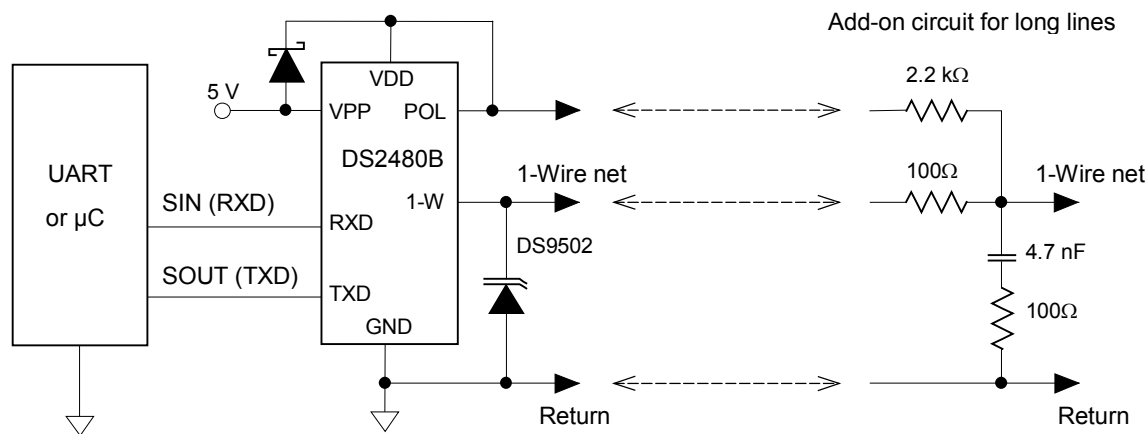 Add-on circuit for long lines
2.2 kΩ
VDD
5 V
VPP
POL
DS2480B
UART
or µC
1-Wire net
100Ω
1-Wire net
SIN (RXD)
1-W
RXD
DS9502
4.7 nF
SOUT (TXD)
TXD
100Ω
GND
Return
Return